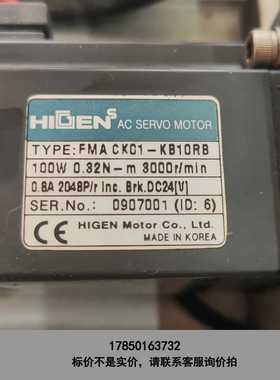 HIGEN S AC SERVO MOTOR
TYPE: FMA CK01-KB10RB
100W 0.32N-m 3000r/min
0.8A 2048P/r Inc. Brk.DC24[V]
SER.No.: 0907001 (ID: 6)
CE HIGEN Motor Co., Ltd.
MADE IN KOREA
17850163732
标价不是实价，请联系客服询价拍